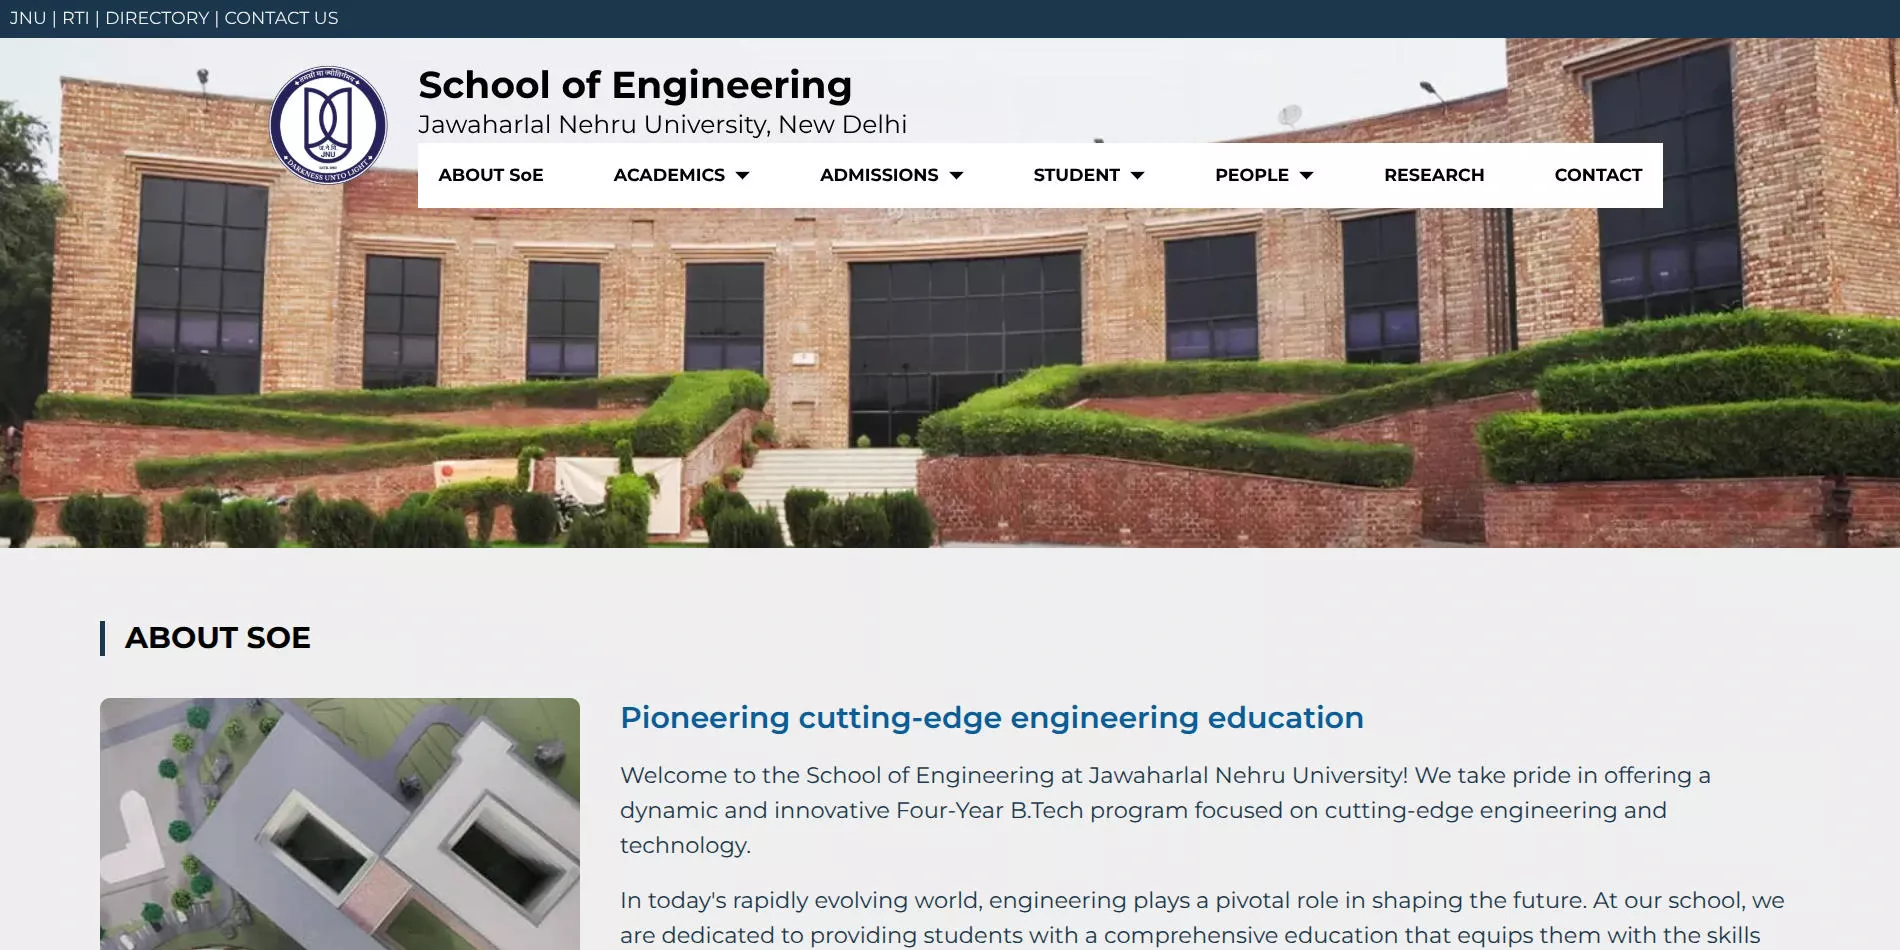 JNU | RTI | DIRECTORY | CONTACT US
तमसो मा ज्योतिर्गमय
ज.ने.वि.
JNU
DARKNESS UNTO LIGHT
School of Engineering
Jawaharlal Nehru University, New Delhi
ABOUT SoE ACADEMICS ADMISSIONS STUDENT PEOPLE RESEARCH CONTACT
ABOUT SOE
Pioneering cutting-edge engineering education
Welcome to the School of Engineering at Jawaharlal Nehru University! We take pride in offering a
dynamic and innovative Four-Year B.Tech program focused on cutting-edge engineering and
technology.
In today's rapidly evolving world, engineering plays a pivotal role in shaping the future. At our school, we
are dedicated to providing students with a comprehensive education that equips them with the skills